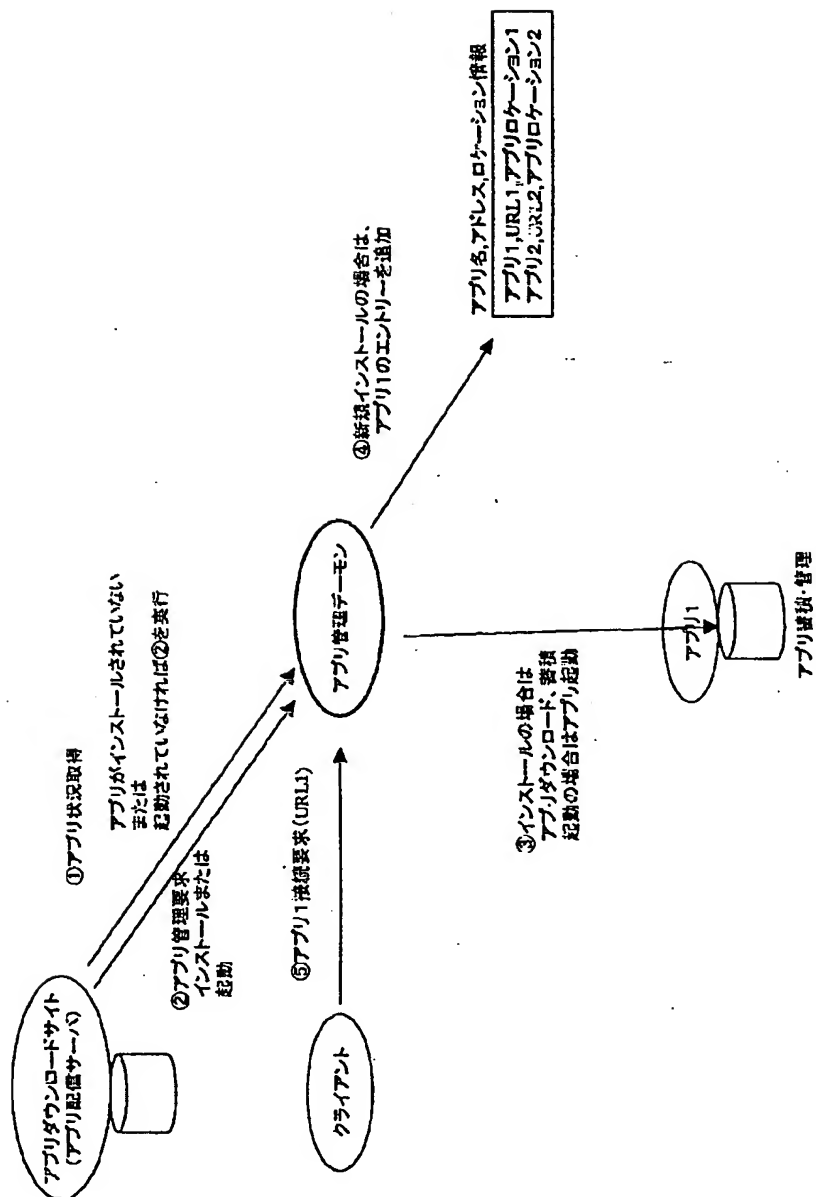 アプリダウンロードサイト
(アプリ配信サーバ)
①アプリ状況取得
アプリがインストールされていない
または
起動されていなければ②を実行
②アプリ管理要求
インストールまたは
起動
クライアント
⑤アプリ1接続要求(URL1)
アプリ管理デーモン
③インストールの場合は
アプリダウンロード、蓄積
起動の場合はアプリ起動
アプリ1
アプリ蓄積・管理
④新規インストールの場合は、
アプリ1のエントリーを追加
アプリ名,アドレス,ロケーション情報
アプリ1,URL1,アプリロケーション1
アプリ2,URL2,アプリロケーション2